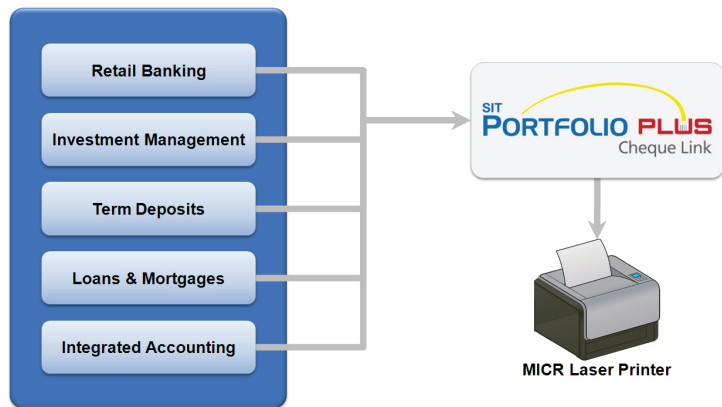 Retail Banking
Investment Management
Term Deposits
Loans & Mortgages
Integrated Accounting
SIT
PORTFOLIO PLUS
Cheque Link
MICR Laser Printer